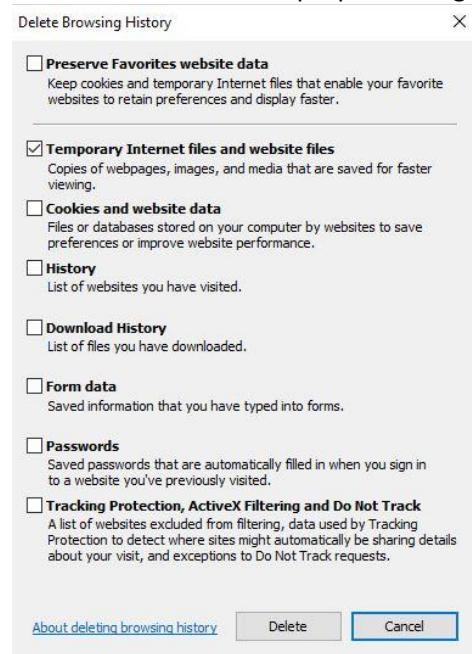 Delete Browsing History
Preserve Favorites website data
Keep cookies and temporary Internet files that enable your favorite
websites to retain preferences and display faster.
Temporary Internet files and website files
Copies of webpages, images, and media that are saved for faster
viewing.
Cookies and website data
Files or databases stored on your computer by websites to save
preferences or improve website performance.
History
List of websites you have visited.
Download History
List of files you have downloaded.
Form data
Saved information that you have typed into forms.
Passwords
Saved passwords that are automatically filled in when you sign in
to a website you've previously visited.
Tracking Protection, ActiveX Filtering and Do Not Track
A list of websites excluded from filtering, data used by Tracking
Protection to detect where sites might automatically be sharing details
about your visit, and exceptions to Do Not Track requests.
About deleting browsing history Delete Cancel